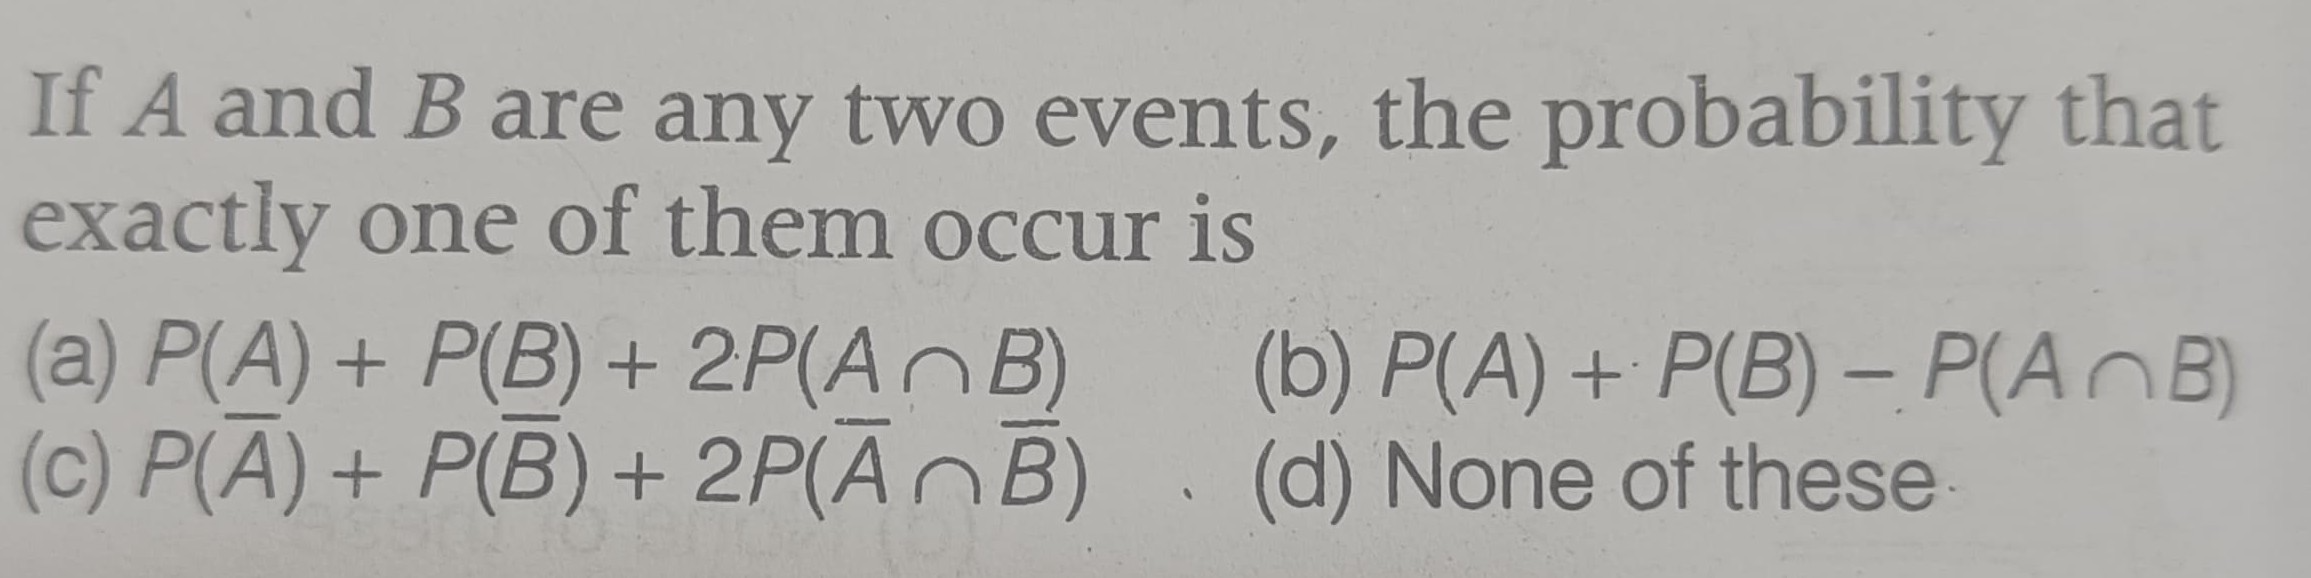 If A and B are any two events, the probability that
exactly one of them occur is
(a) P(A) + P(B) + 2P(A ∩ B) (b) P(A) + P(B) − P(A ∩ B)
(c) P(A̅) + P(B̅) + 2P(A̅ ∩ B̅) (d) None of these